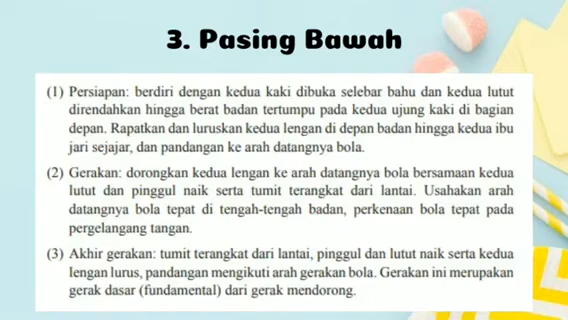 3. Pasing Bawah
(1) Persiapan: berdiri dengan kedua kaki dibuka selebar bahu dan kedua lutut
direndahkan hingga berat badan tertumpu pada kedua ujung kaki di bagian
depan. Rapatkan dan luruskan kedua lengan di depan badan hingga kedua ibu
jari sejajar, dan pandangan ke arah datangnya bola.
(2) Gerakan: dorongkan kedua lengan ke arah datangnya bola bersamaan kedua
lutut dan pinggul naik serta tumit terangkat dari lantai. Usahakan arah
datangnya bola tepat di tengah-tengah badan, perkenaan bola tepat pada
pergelangang tangan.
(3) Akhir gerakan: tumit terangkat dari lantai, pinggul dan lutut naik serta kedua
lengan lurus, pandangan mengikuti arah gerakan bola. Gerakan ini merupakan
gerak dasar (fundamental) dari gerak mendorong.